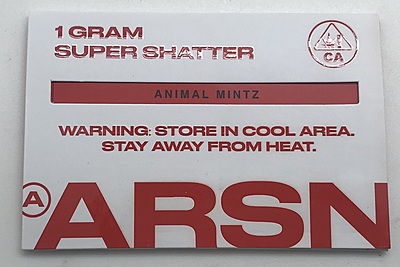 1 GRAM
SUPER SHATTER
CA
ANIMAL MINTZ
WARNING: STORE IN COOL AREA.
STAY AWAY FROM HEAT.
A
ARSN